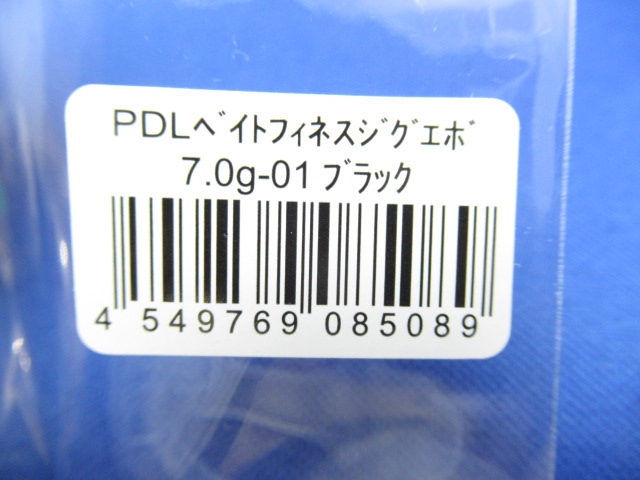 PDLﾍﾞｲﾄﾌｨﾈｽｼﾞｸﾞｴﾎﾞ
7.0g-01 ﾌﾞﾗｯｸ
4 549769 085089